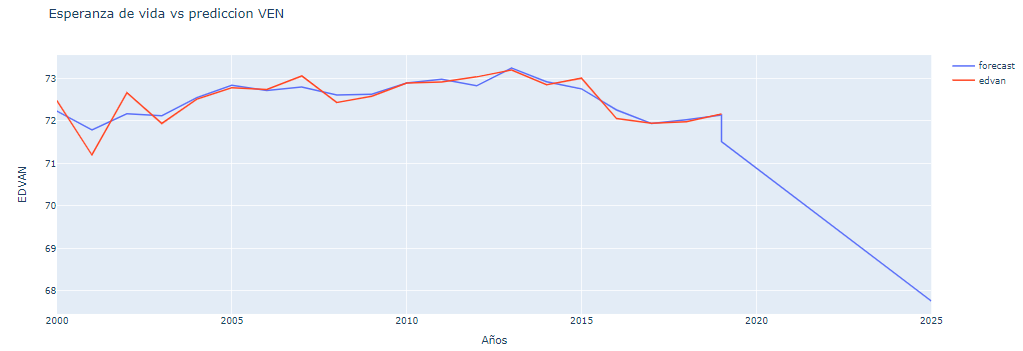 Esperanza de vida vs prediccion VEN
forecast
edvan
73
72
71
70
69
68
EDVAN
2000 2005 2010 2015 2020 2025
Años